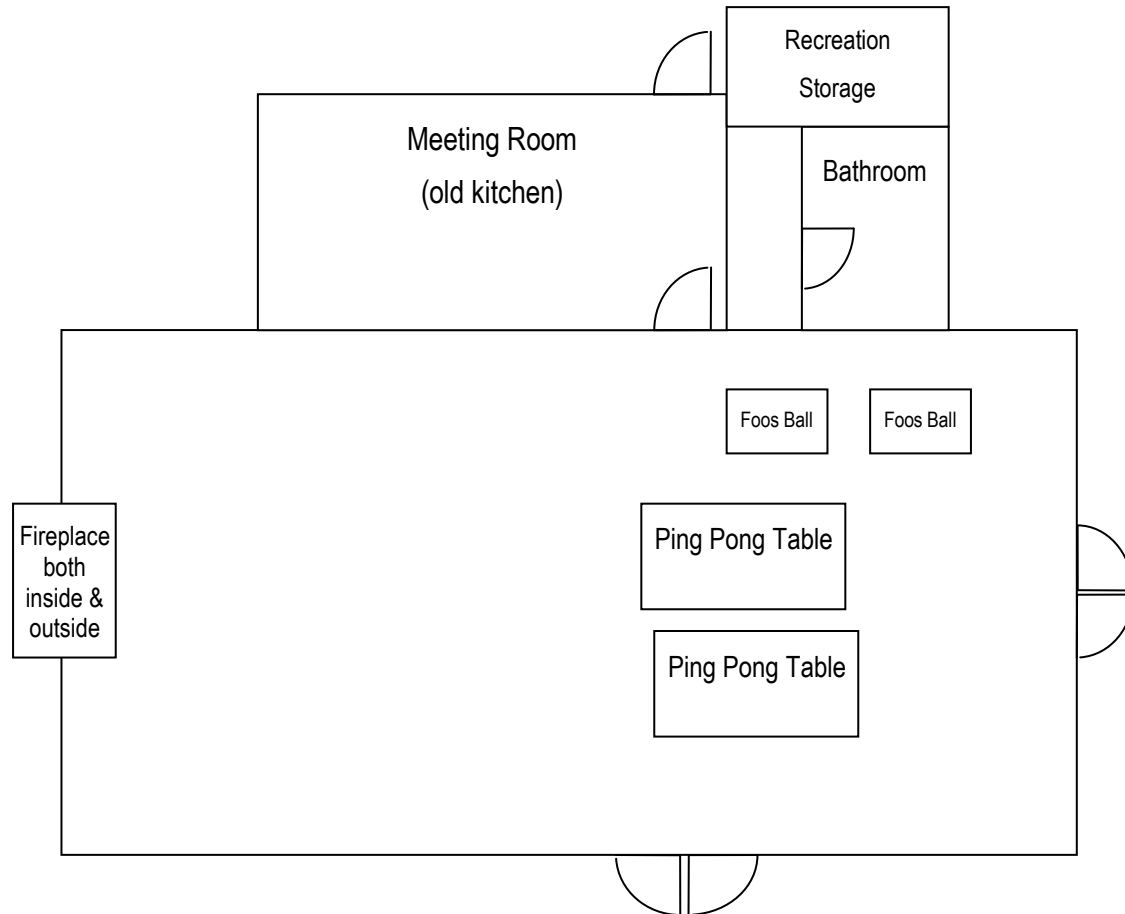 Recreation
Storage
Meeting Room
(old kitchen)
Bathroom
Foos Ball
Foos Ball
Fireplace
both
inside &
outside
Ping Pong Table
Ping Pong Table